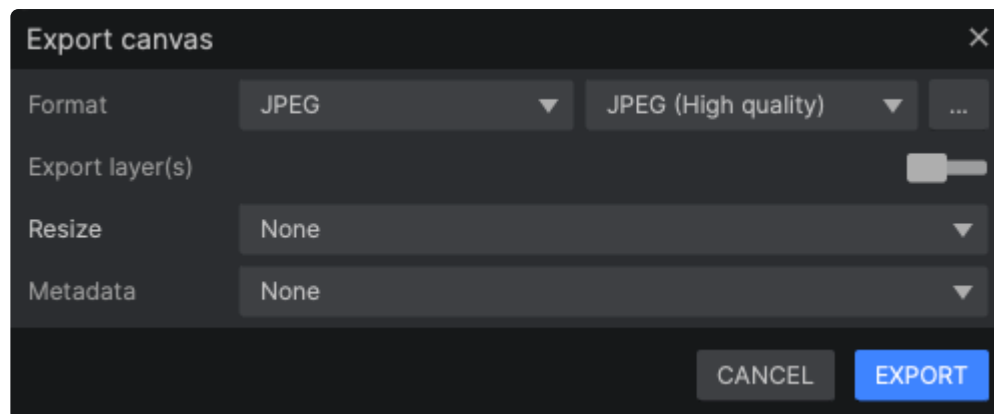 Export canvas
Format JPEG JPEG (High quality) ...
Export layer(s)
Resize None
Metadata None
CANCEL EXPORT